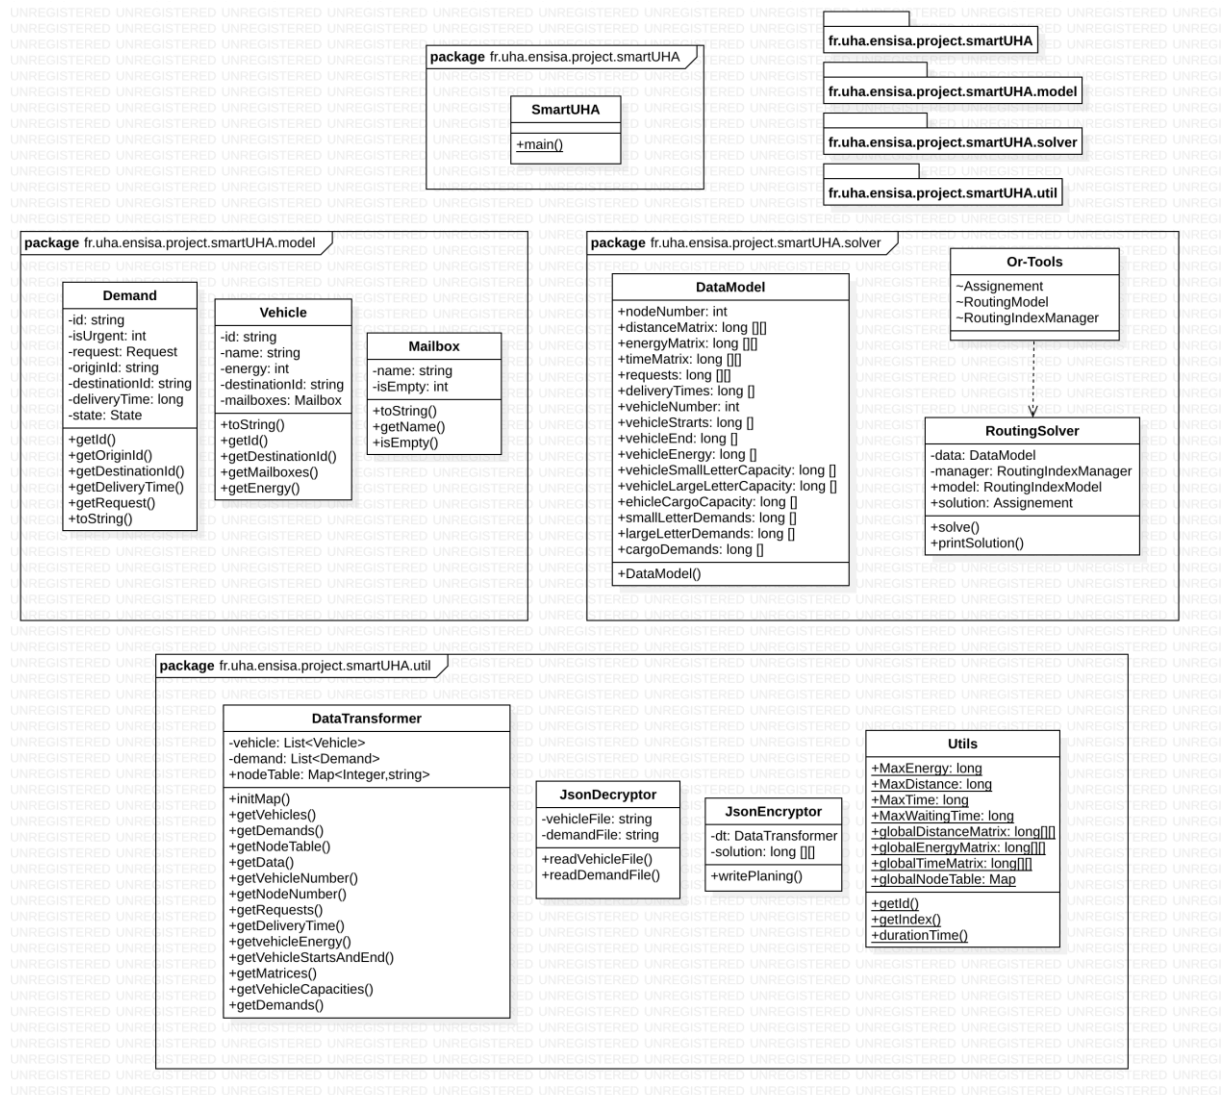 package fr.uha.ensisa.project.smartUHA
SmartUHA
+main()
fr.uha.ensisa.project.smartUHA
fr.uha.ensisa.project.smartUHA.model
fr.uha.ensisa.project.smartUHA.solver
fr.uha.ensisa.project.smartUHA.util
package fr.uha.ensisa.project.smartUHA.model
Demand
-id: string
-isUrgent: int
-request: Request
-originId: string
-destinationId: string
-deliveryTime: long
-state: State
+getId()
+getOriginId()
+getDestinationId()
+getDeliveryTime()
+getRequest()
+toString()
Vehicle
-id: string
-name: string
-energy: int
-destinationId: string
-mailboxes: Mailbox
+toString()
+getId()
+getDestinationId()
+getMailboxes()
+getEnergy()
Mailbox
-name: string
-isEmpty: int
+toString()
+getName()
+isEmpty()
package fr.uha.ensisa.project.smartUHA.solver
DataModel
+nodeNumber: int
+distanceMatrix: long [][]
+energyMatrix: long [][]
+timeMatrix: long [][]
+requests: long [][]
+deliveryTimes: long []
+vehicleNumber: int
+vehicleStrarts: long []
+vehicleEnd: long []
+vehicleEnergy: long []
+vehicleSmallLetterCapacity: long []
+vehicleLargeLetterCapacity: long []
+ehicleCargoCapacity: long []
+smallLetterDemands: long []
+largeLetterDemands: long []
+cargoDemands: long []
+DataModel()
Or-Tools
~Assignement
~RoutingModel
~RoutingIndexManager
RoutingSolver
-data: DataModel
-manager: RoutingIndexManager
+model: RoutingIndexModel
+solution: Assignement
+solve()
+printSolution()
package fr.uha.ensisa.project.smartUHA.util
DataTransformer
-vehicle: List<Vehicle>
-demand: List<Demand>
+nodeTable: Map<Integer,string>
+initMap()
+getVehicles()
+getDemands()
+getNodeTable()
+getData()
+getVehicleNumber()
+getNodeNumber()
+getRequests()
+getDeliveryTime()
+getvehicleEnergy()
+getVehicleStartsAndEnd()
+getMatrices()
+getVehicleCapacities()
+getDemands()
JsonDecryptor
-vehicleFile: string
-demandFile: string
+readVehicleFile()
+readDemandFile()
JsonEncryptor
-dt: DataTransformer
-solution: long [][]
+writePlaning()
Utils
+MaxEnergy: long
+MaxDistance: long
+MaxTime: long
+MaxWaitingTime: long
+globalDistanceMatrix: long[][]
+globalEnergyMatrix: long[][]
+globalTimeMatrix: long[][]
+globalNodeTable: Map
+getId()
+getIndex()
+durationTime()